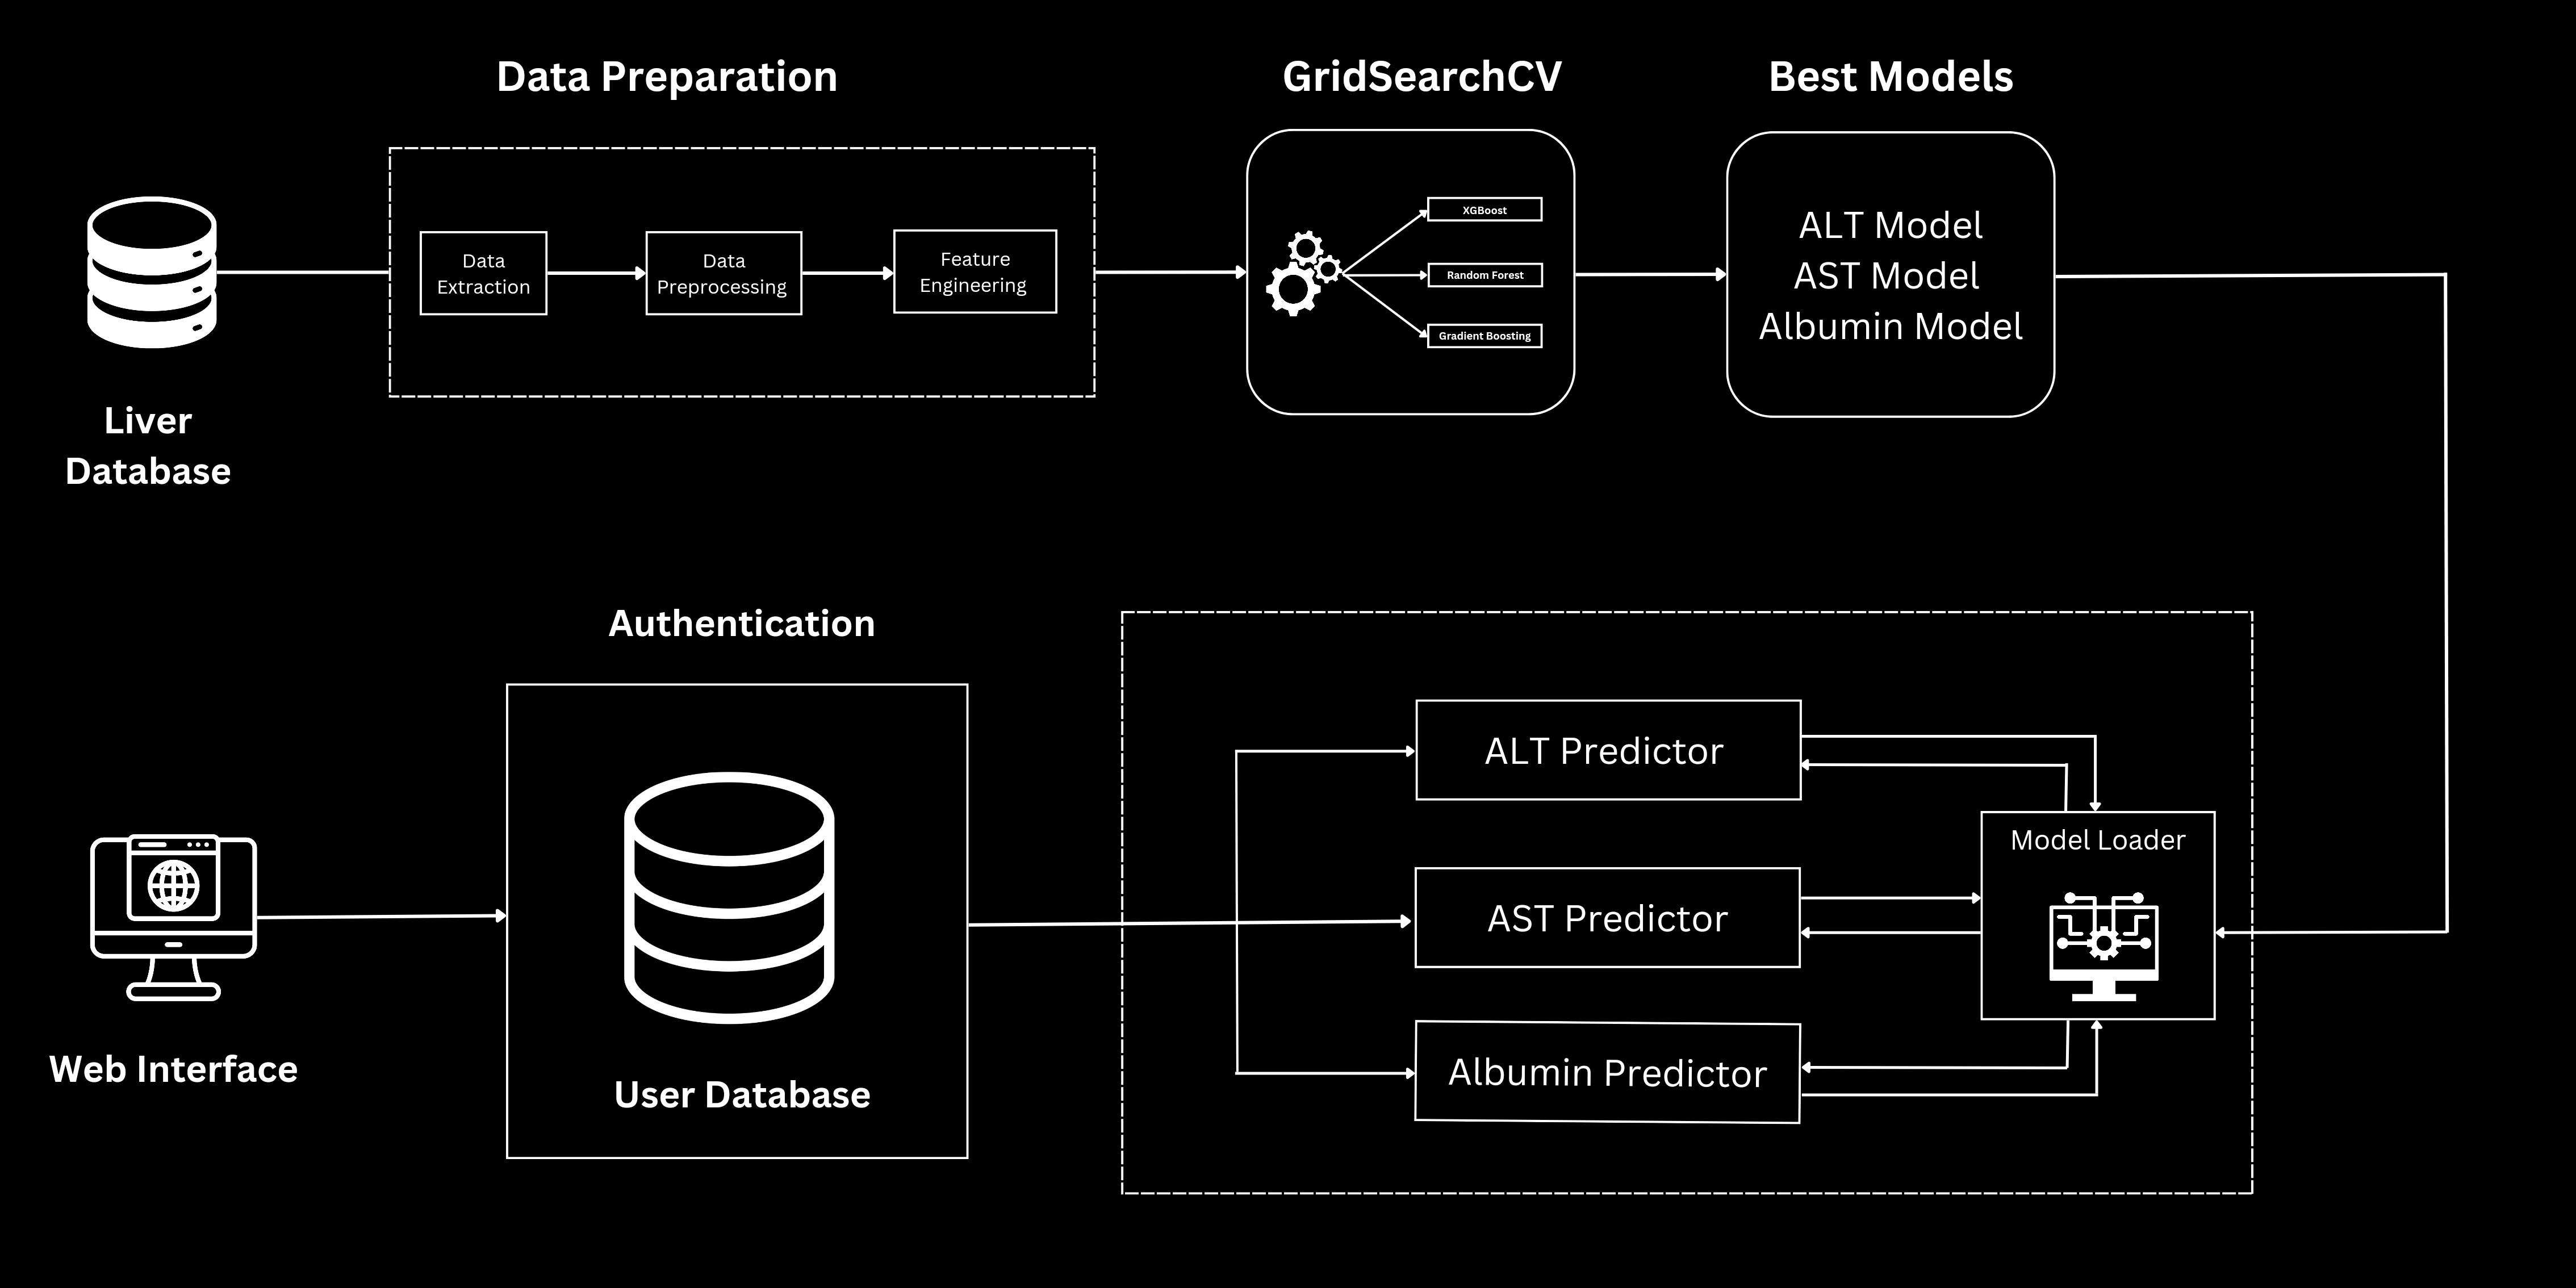 Data Preparation
GridSearchCV
Best Models
Liver
Database
Data
Extraction
Data
Preprocessing
Feature
Engineering
XGBoost
Random Forest
Gradient Boosting
ALT Model
AST Model
Albumin Model
Authentication
Web Interface
User Database
ALT Predictor
AST Predictor
Albumin Predictor
Model Loader